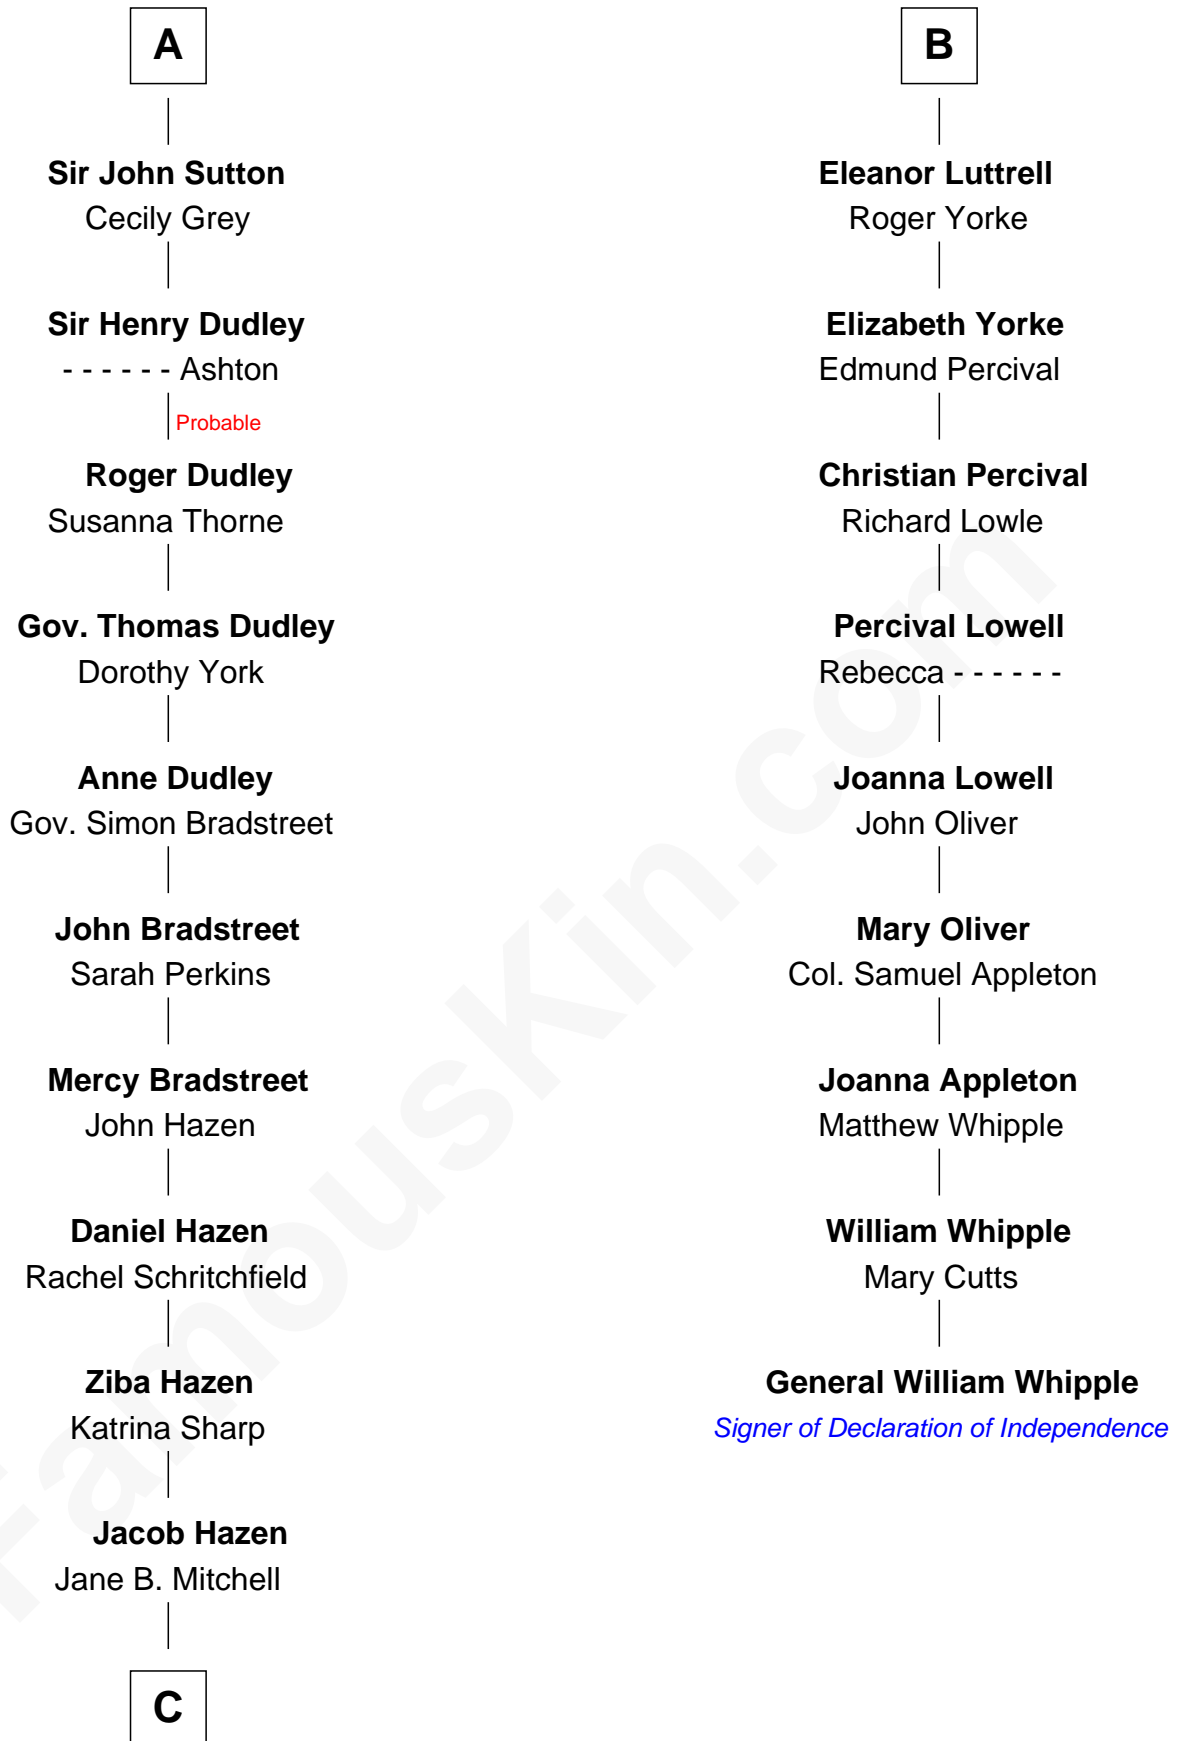 A
Sir John Sutton
Cecily Grey
Sir Henry Dudley
- - - - - - Ashton
Probable
Roger Dudley
Susanna Thorne
Gov. Thomas Dudley
Dorothy York
Anne Dudley
Gov. Simon Bradstreet
John Bradstreet
Sarah Perkins
Mercy Bradstreet
John Hazen
Daniel Hazen
Rachel Schritchfield
Ziba Hazen
Katrina Sharp
Jacob Hazen
Jane B. Mitchell
C
B
Eleanor Luttrell
Roger Yorke
Elizabeth Yorke
Edmund Percival
Christian Percival
Richard Lowle
Percival Lowell
Rebecca - - - - - -
Joanna Lowell
John Oliver
Mary Oliver
Col. Samuel Appleton
Joanna Appleton
Matthew Whipple
William Whipple
Mary Cutts
General William Whipple
Signer of Declaration of Independence
FamousKin.com